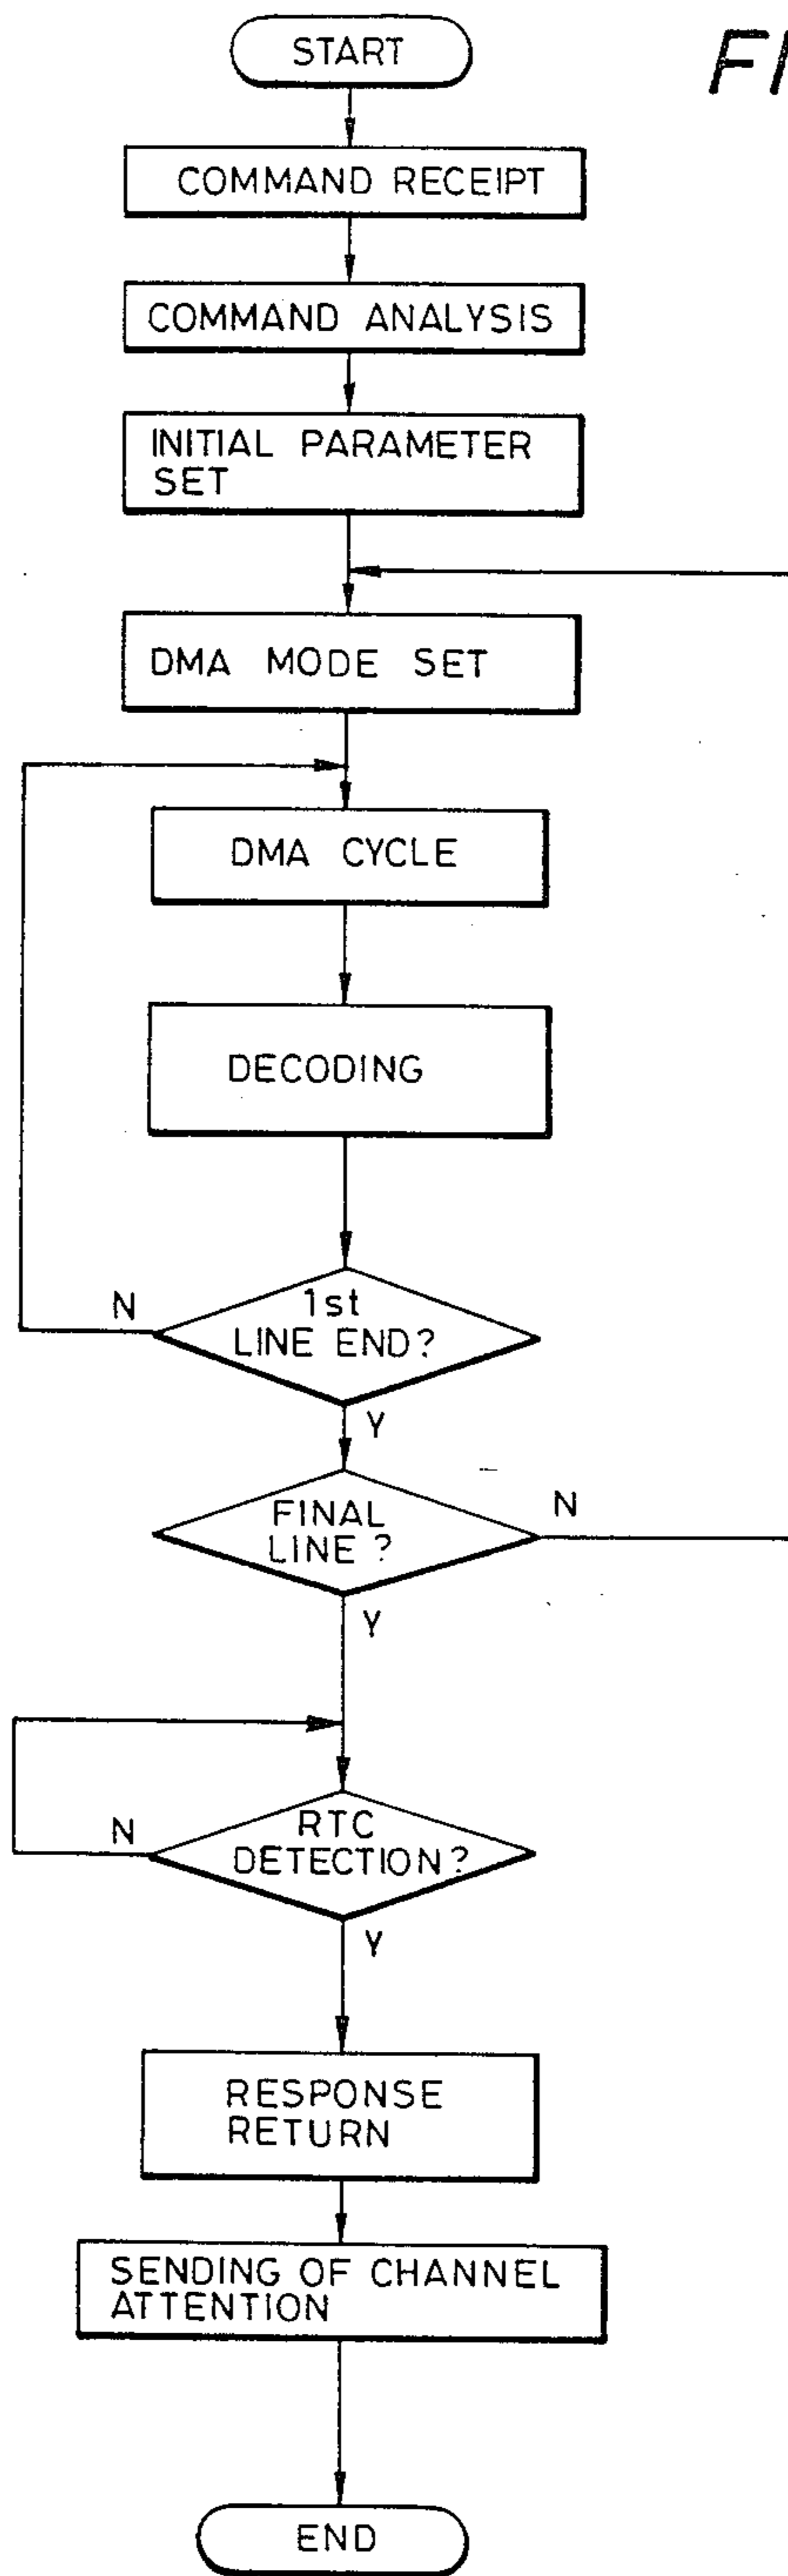 START
FI
COMMAND RECEIPT
COMMAND ANALYSIS
INITIAL PARAMETER
SET
DMA MODE SET
DMA CYCLE
DECODING
N
1st
LINE END?
Y
FINAL
LINE ?
N
Y
N
RTC
DETECTION?
Y
RESPONSE
RETURN
SENDING OF CHANNEL
ATTENTION
END